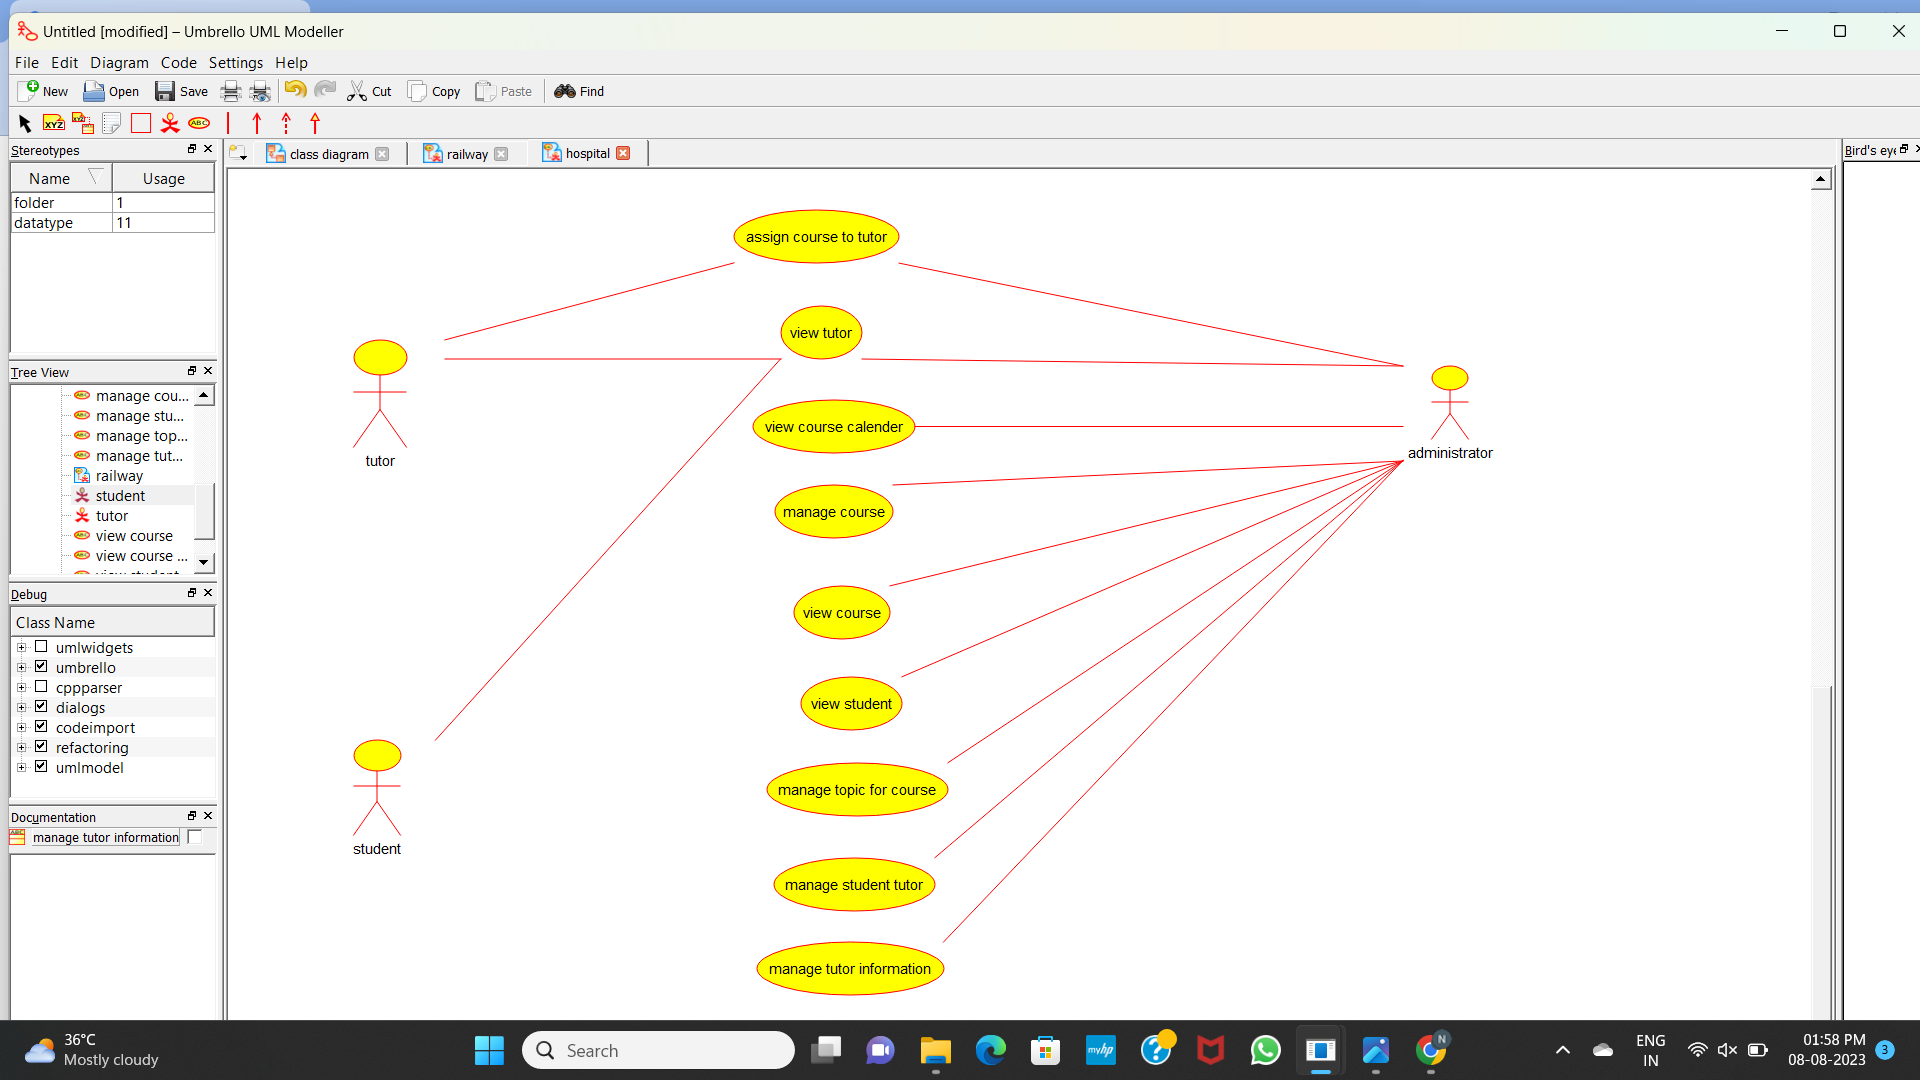 Untitled [modified] – Umbrello UML Modeller
File Edit Diagram Code Settings Help
New Open Save Cut Copy Paste Find
XYZ XYZ ABC
Stereotypes
Name Usage
folder 1
datatype 11
Tree View
manage cou...
manage stu...
manage top...
manage tut...
railway
student
tutor
view course
view course ...
Debug
Class Name
umlwidgets
umbrello
cppparser
dialogs
codeimport
refactoring
umlmodel
Documentation
manage tutor information
class diagram railway hospital
Bird's eye
assign course to tutor
view tutor
view course calender
manage course
view course
view student
manage topic for course
manage student tutor
manage tutor information
tutor
student
administrator
36°C
Mostly cloudy
Search
myhp
N
ENG
IN
01:58 PM
08-08-2023
3